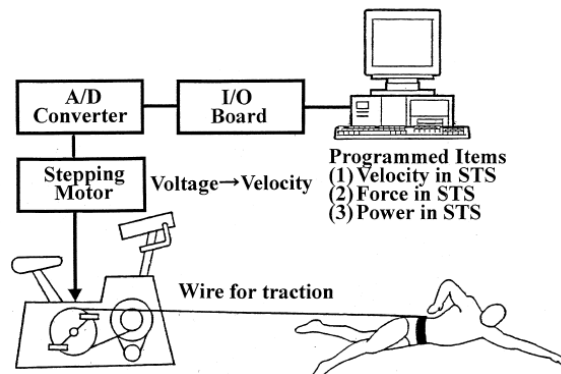 A/D
Converter
I/O
Board
Stepping
Motor
Voltage→Velocity
Programmed Items
(1) Velocity in STS
(2) Force in STS
(3) Power in STS
Wire for traction